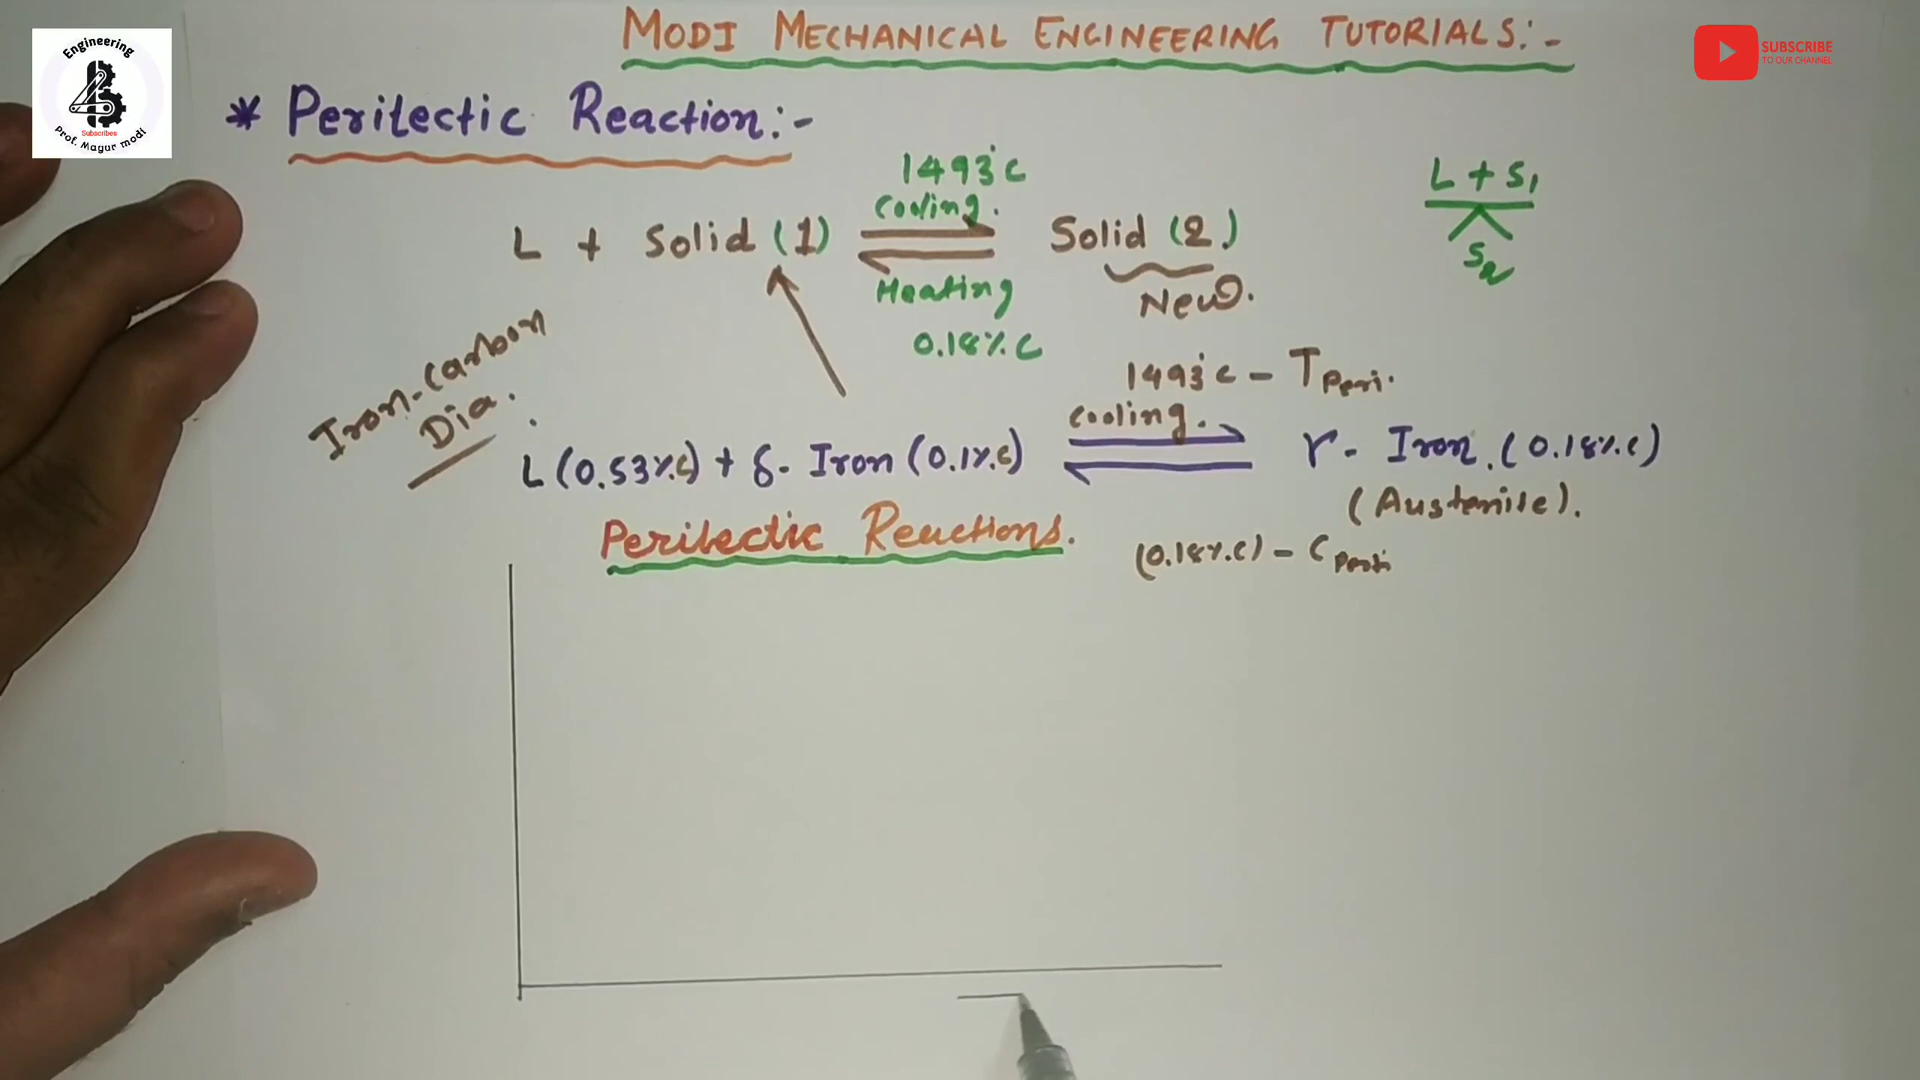 MODI MECHANICAL ENGINEERING TUTORIALS:-
SUBSCRIBE
TO OUR CHANNEL
Engineering
Subscribes
Prof. Mayur modi
* Peritectic Reaction:-
1493°C
Cooling.
L + Solid (1) ⇌ Solid (2)
Heating
New.
0.18%C
L + S1
S2
Iron-Carbon
Dia.
1493°C - TPeri.
Cooling.
L (0.53%C) + δ- Iron (0.1%C) ⇌ γ- Iron. (0.18%C)
(Austenite).
Peritectic Reactions.
(0.18%C) - CPeri